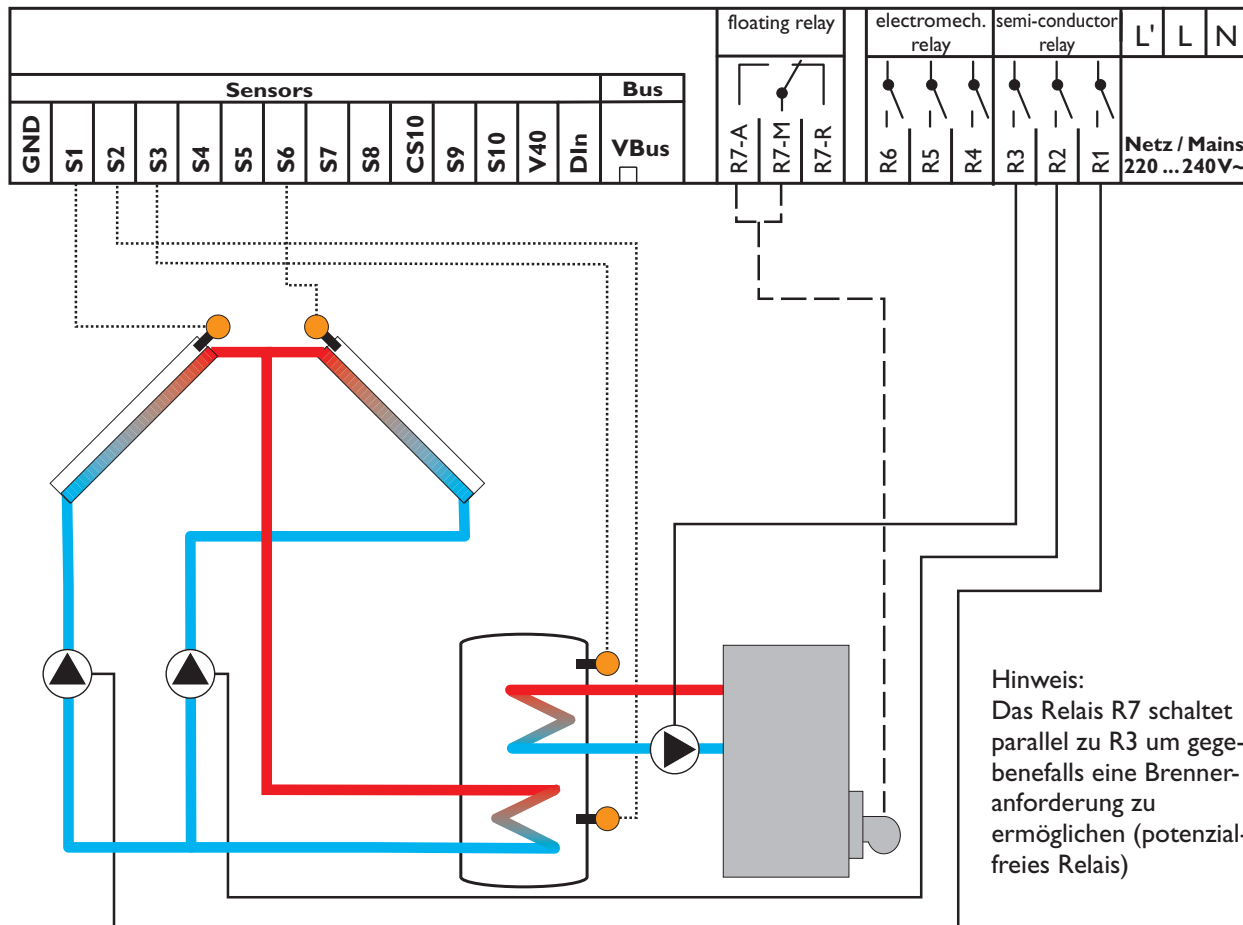 floating relay
electromech. relay
semi-conductor relay
L' L N
Sensors
Bus
GND S1 S2 S3 S4 S5 S6 S7 S8 CS10 S9 S10 V40 DIn
VBus
R7-A R7-M R7-R
R6 R5 R4 R3 R2 R1
Netz / Mains
220 ... 240 V~
Hinweis:
Das Relais R7 schaltet
parallel zu R3 um gege-
benefalls eine Brenner-
anforderung zu
ermöglichen (potenzial-
freies Relais)